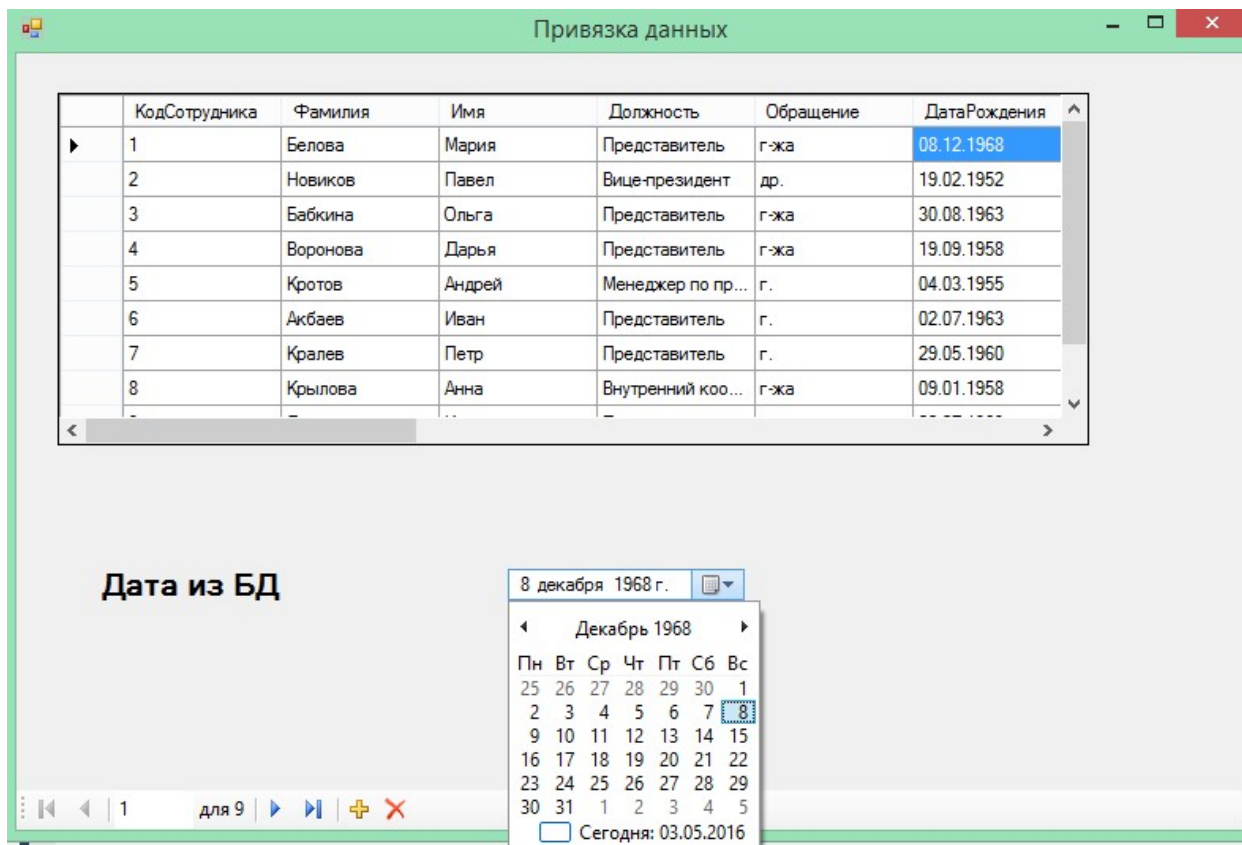 Привязка данных
КодСотрудника Фамилия Имя Должность Обращение ДатаРождения
1 Белова Мария Представитель г-жа 08.12.1968
2 Новиков Павел Вице-президент др. 19.02.1952
3 Бабкина Ольга Представитель г-жа 30.08.1963
4 Воронова Дарья Представитель г-жа 19.09.1958
5 Кротов Андрей Менеджер по пр... г. 04.03.1955
6 Акбаев Иван Представитель г. 02.07.1963
7 Кралев Петр Представитель г. 29.05.1960
8 Крылова Анна Внутренний коо... г-жа 09.01.1958
Дата из БД 8 декабря 1968 г.
Декабрь 1968
Пн Вт Ср Чт Пт Сб Вс
25 26 27 28 29 30 1
2 3 4 5 6 7 8
9 10 11 12 13 14 15
16 17 18 19 20 21 22
23 24 25 26 27 28 29
30 31 1 2 3 4 5
Сегодня: 03.05.2016
1 для 9